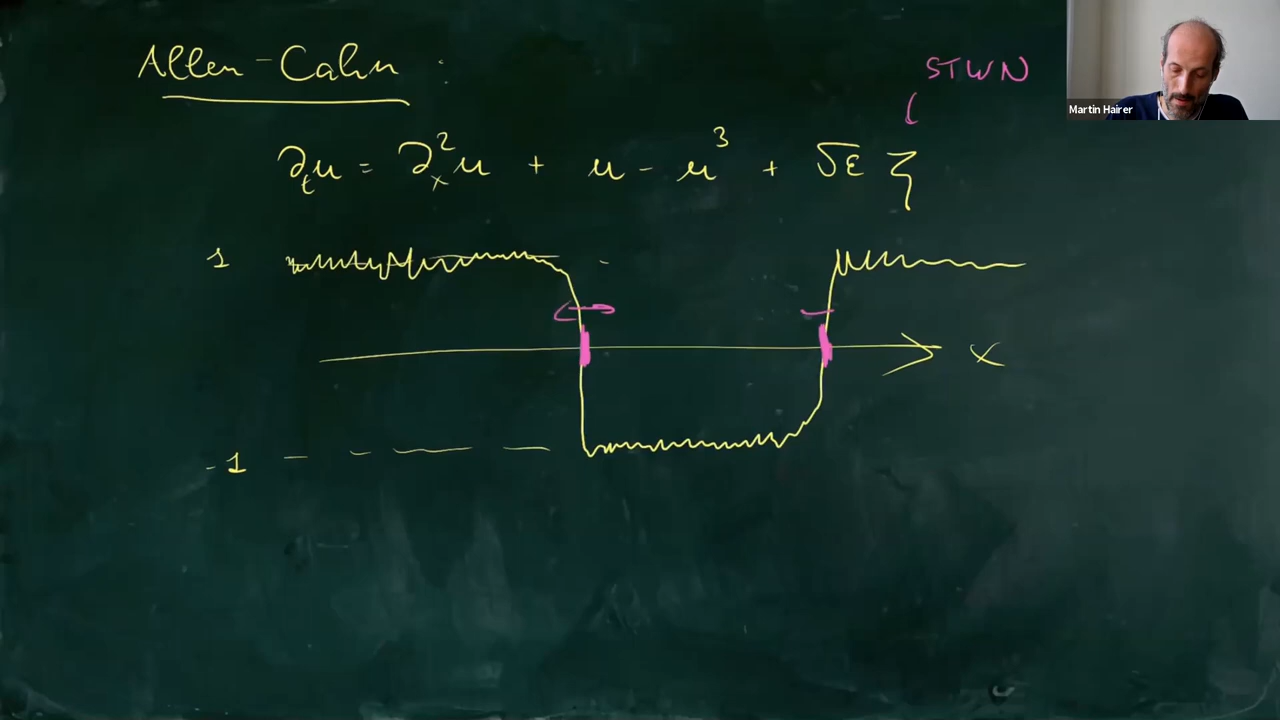 Allen-Cahn :
STWN
Martin Hairer
∂ₜu = ∂ₓ²u + u - u³ + √ε ξ
1
x
-1